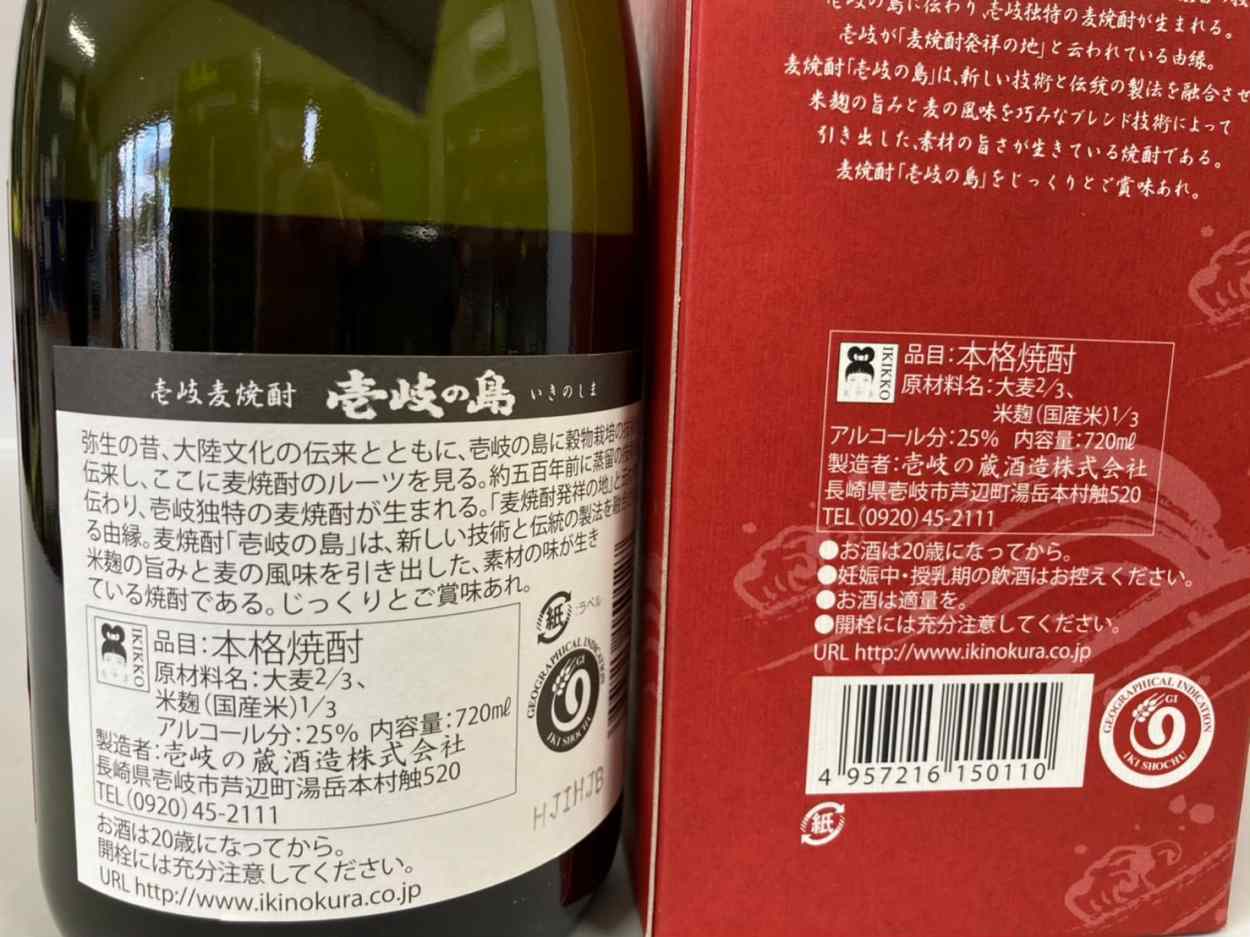 壱岐麦焼酎 壱岐の島 いきのしま
弥生の昔、大陸文化の伝来とともに、壱岐の島に穀物栽培の
伝来し、ここに麦焼酎のルーツを見る。約五百年前に蒸留の
伝わり、壱岐独特の麦焼酎が生まれる。「麦焼酎発祥の地」と
る由縁。麦焼酎「壱岐の島」は、新しい技術と伝統の製法を
米麹の旨みと麦の風味を引き出した、素材の味が生き
ている焼酎である。じっくりとご賞味あれ。
紙 :ラベル
IKIKKO
品目:本格焼酎
原材料名:大麦2/3、
米麹(国産米)1/3
アルコール分:25% 内容量:720mℓ
製造者:壱岐の蔵酒造株式会社
長崎県壱岐市芦辺町湯岳本村触520
TEL(0920)45-2111
GEOGRAPHICAL INDICATION
GI
IKI SHOCHU
HJIHJB
お酒は20歳になってから。
開栓には充分注意してください。
URL http://www.ikinokura.co.jp
壱岐の島に伝わり、壱岐独特の麦焼酎が生まれる。
壱岐が「麦焼酎発祥の地」と云われている由縁。
麦焼酎「壱岐の島」は、新しい技術と伝統の製法を融合させ
米麹の旨みと麦の風味を巧みなブレンド技術によって
引き出した、素材の旨さが生きている焼酎である。
麦焼酎「壱岐の島」をじっくりとご賞味あれ。
IKIKKO
品目:本格焼酎
原材料名:大麦2/3、
米麹(国産米)1/3
アルコール分:25% 内容量:720mℓ
製造者:壱岐の蔵酒造株式会社
長崎県壱岐市芦辺町湯岳本村触520
TEL(0920)45-2111
●お酒は20歳になってから。
●妊娠中・授乳期の飲酒はお控えください。
●お酒は適量を。
●開栓には充分注意してください。
URL http://www.ikinokura.co.jp
4 957216 150110
GEOGRAPHICAL INDICATION
GI
IKI SHOCHU
紙